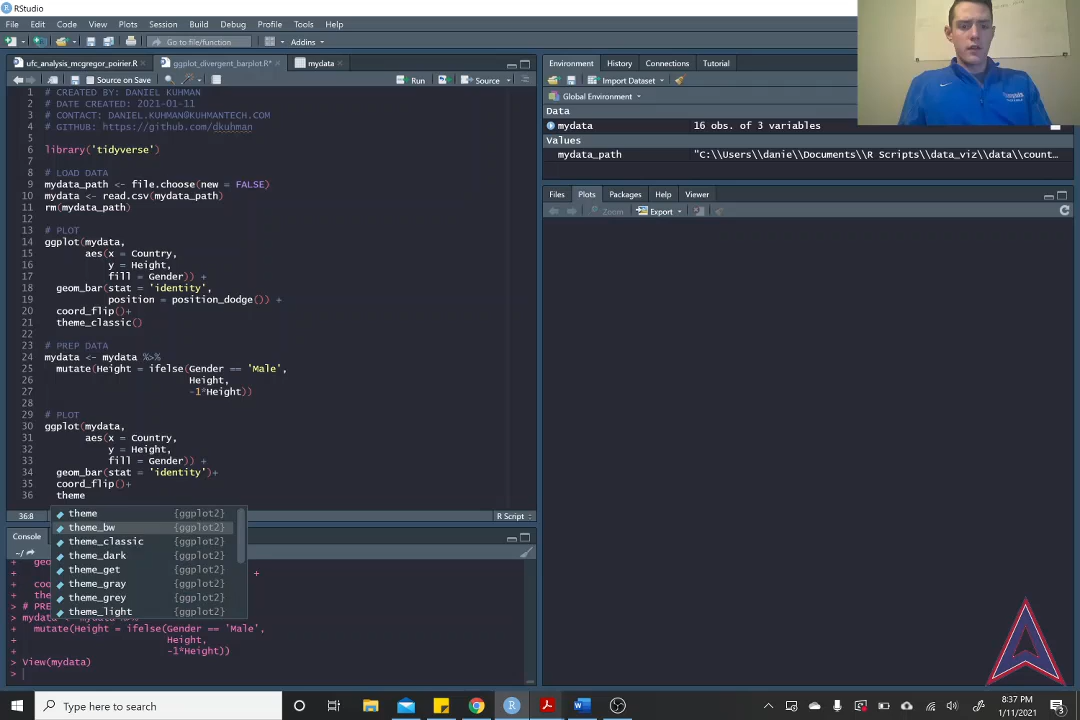 RStudio
File Edit Code View Plots Session Build Debug Profile Tools Help
Go to file/function Addins
ufc_analysis_mcgregor_poirier.R ggplot_divergent_barplot.R* mydata
Source on Save Run Source
1 # CREATED BY: DANIEL KUHMAN
2 # DATE CREATED: 2021-01-11
3 # CONTACT: DANIEL.KUHMAN@KUHMANTECH.COM
4 # GITHUB: https://github.com/dkuhman
5
6 library('tidyverse')
7
8 # LOAD DATA
9 mydata_path <- file.choose(new = FALSE)
10 mydata <- read.csv(mydata_path)
11 rm(mydata_path)
12
13 # PLOT
14 ggplot(mydata,
15 aes(x = Country,
16 y = Height,
17 fill = Gender)) +
18 geom_bar(stat = 'identity',
19 position = position_dodge()) +
20 coord_flip()+
21 theme_classic()
22
23 # PREP DATA
24 mydata <- mydata %>%
25 mutate(Height = ifelse(Gender == 'Male',
26 Height,
27 -1*Height))
28
29 # PLOT
30 ggplot(mydata,
31 aes(x = Country,
32 y = Height,
33 fill = Gender)) +
34 geom_bar(stat = 'identity')+
35 coord_flip()+
36 theme
36:8 R Script
theme {ggplot2}
theme_bw {ggplot2}
theme_classic {ggplot2}
theme_dark {ggplot2}
theme_get {ggplot2}
theme_gray {ggplot2}
theme_grey {ggplot2}
theme_light {ggplot2}
Console
~/
+ geo
+ +
+ coo
+ the
> # PRE
> mydata <- mydata %>%
+ mutate(Height = ifelse(Gender == 'Male',
+ Height,
+ -1*Height))
> View(mydata)
>
Environment History Connections Tutorial
Import Dataset
Global Environment
Data
mydata 16 obs. of 3 variables
Values
mydata_path "C:\\Users\\danie\\Documents\\R Scripts\\data_viz\\data\\count…
Files Plots Packages Help Viewer
Zoom Export
Type here to search
8:37 PM
1/11/2021
3